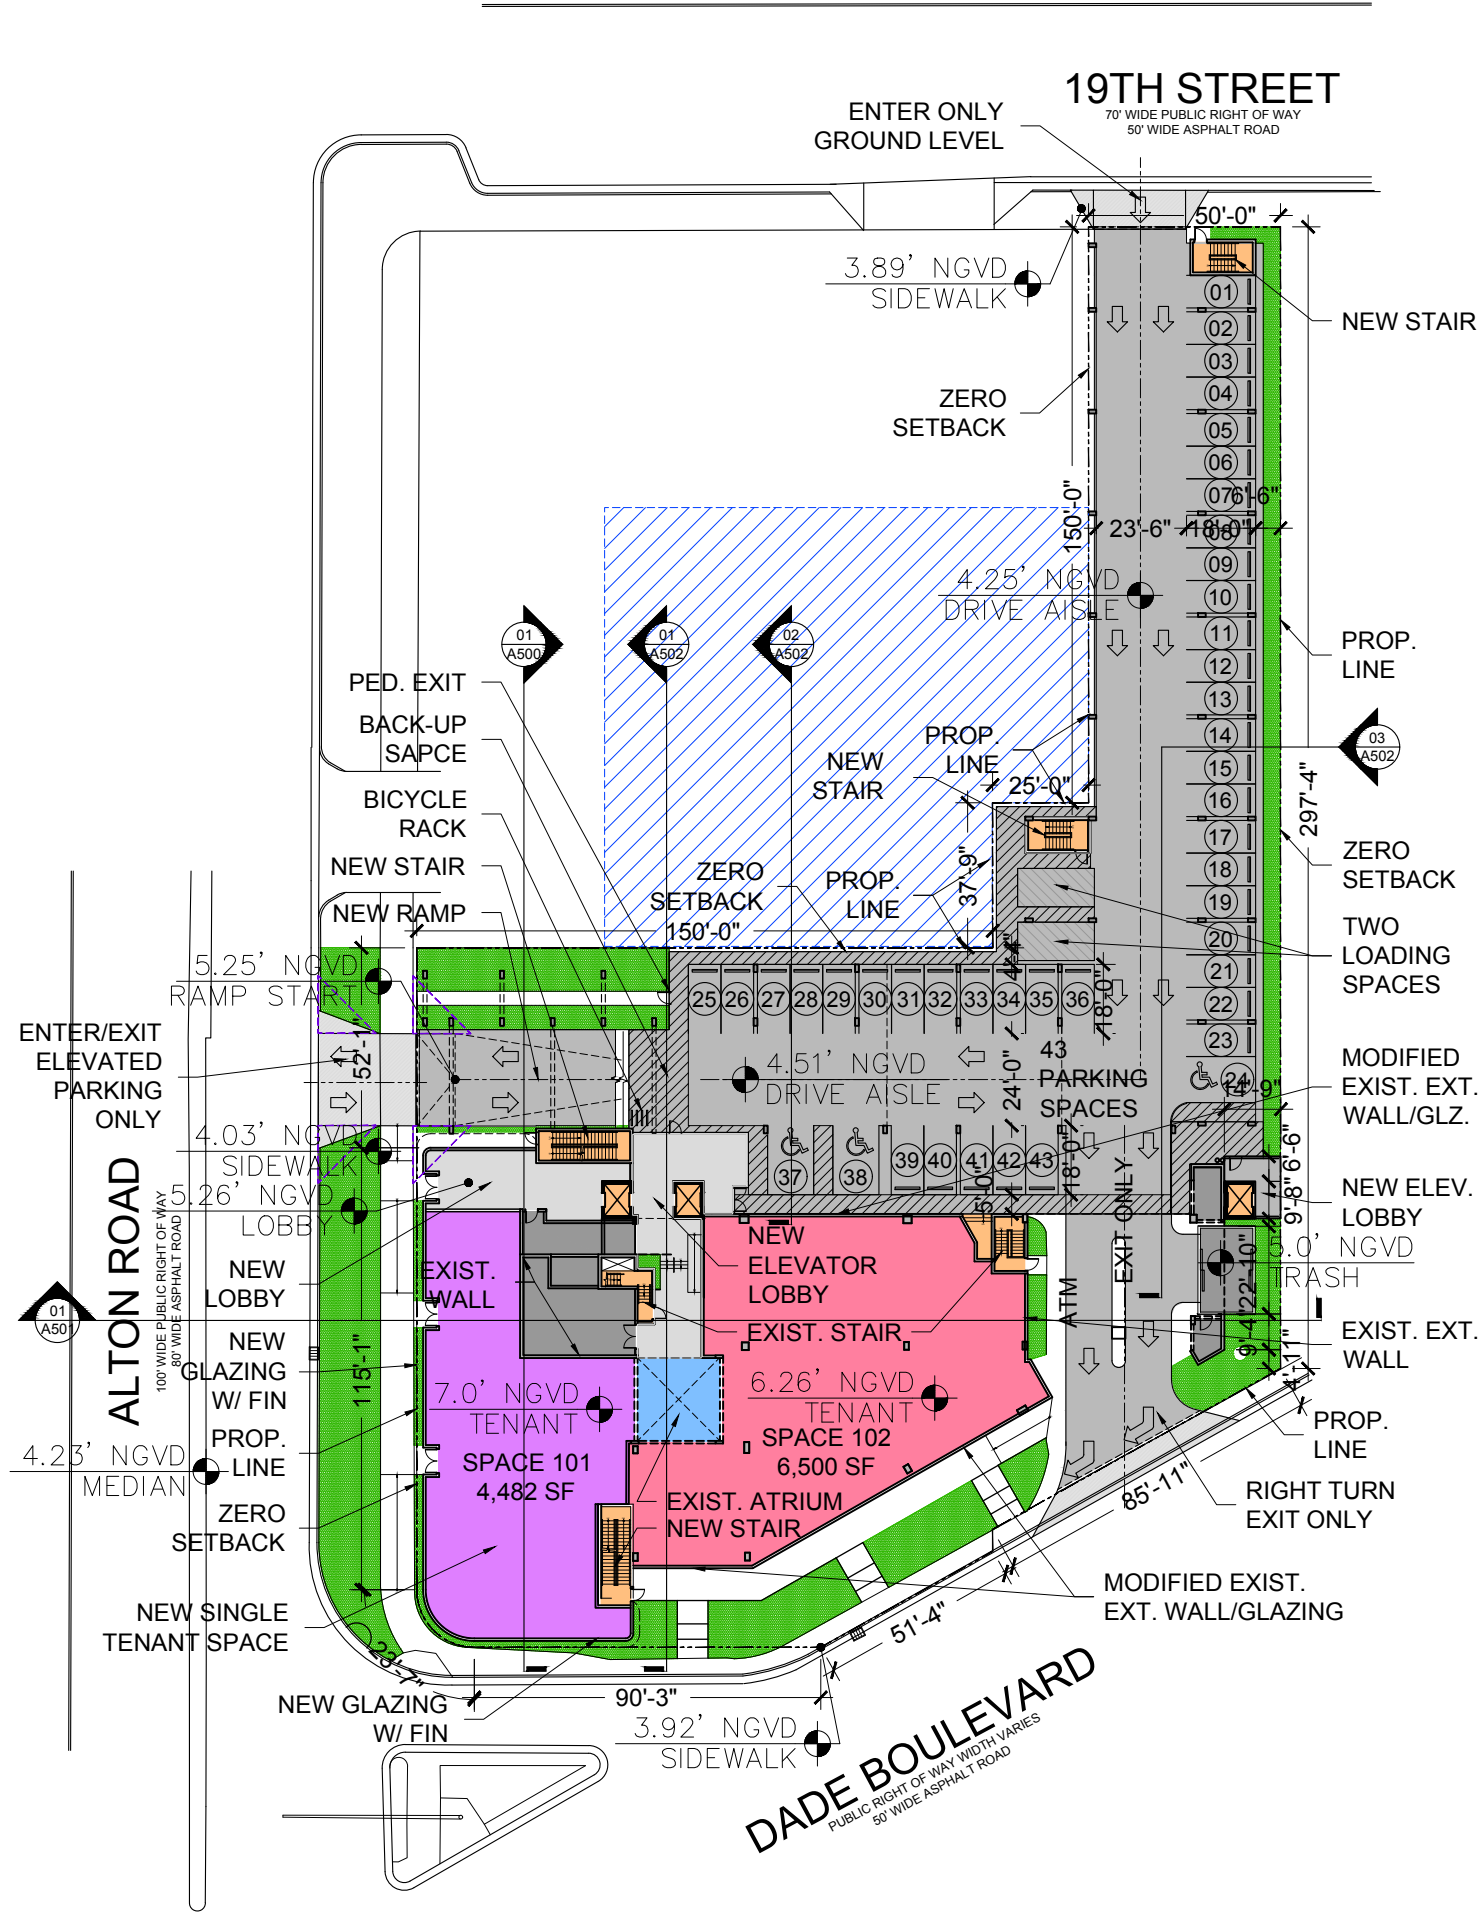 19TH STREET
70' WIDE PUBLIC RIGHT OF WAY
50' WIDE ASPHALT ROAD
ENTER ONLY
GROUND LEVEL
50'-0"
3.89' NGVD
SIDEWALK
01
NEW STAIR
02
03
04
ZERO
SETBACK
05
06
07
6'-6"
150'-0"
23'-6"
18'-0"
08
09
4.25' NGVD
DRIVE AISLE
10
11
12
13
PROP.
LINE
01
A500
01
A502
02
A502
PED. EXIT
BACK-UP
SAPCE
14
15
16
03
A502
PROP.
LINE
NEW
STAIR
25'-0"
297'-4"
BICYCLE
RACK
17
18
19
NEW STAIR
ZERO
SETBACK
ZERO
SETBACK
PROP.
LINE
37'-9"
NEW RAMP
150'-0"
TWO
LOADING
SPACES
20
21
22
23
24
5.25' NGVD
RAMP START
4'-4"
25
26
27
28
29
30
31
32
33
34
35
36
18'-0"
ENTER/EXIT
ELEVATED
PARKING
ONLY
52'-1"
4.51' NGVD
DRIVE AISLE
24'-0"
43
PARKING
SPACES
14'-9"
MODIFIED
EXIST. EXT.
WALL/GLZ.
4.03' NGVD
SIDEWALK
37
38
39
40
41
42
43
18'-0"
5'-0"
6'-6"
9'-8"
5.26' NGVD
LOBBY
NEW ELEV.
LOBBY
ALTON ROAD
100' WIDE PUBLIC RIGHT OF WAY
80' WIDE ASPHALT ROAD
NEW
LOBBY
EXIST.
WALL
NEW
ELEVATOR
LOBBY
ATM
EXIT ONLY
5.0' NGVD
TRASH
22'-10"
01
A501
EXIST. STAIR
9'-4"
EXIST. EXT.
WALL
NEW
GLAZING
W/ FIN
115'-1"
4'-11"
7.0' NGVD
TENANT
6.26' NGVD
TENANT
PROP.
LINE
PROP.
LINE
4.23' NGVD
MEDIAN
SPACE 101
4,482 SF
SPACE 102
6,500 SF
EXIST. ATRIUM
NEW STAIR
85'-11"
RIGHT TURN
EXIT ONLY
ZERO
SETBACK
MODIFIED EXIST.
EXT. WALL/GLAZING
NEW SINGLE
TENANT SPACE
51'-4"
23'-7"
NEW GLAZING
W/ FIN
90'-3"
3.92' NGVD
SIDEWALK
DADE BOULEVARD
PUBLIC RIGHT OF WAY WIDTH VARIES
50' WIDE ASPHALT ROAD